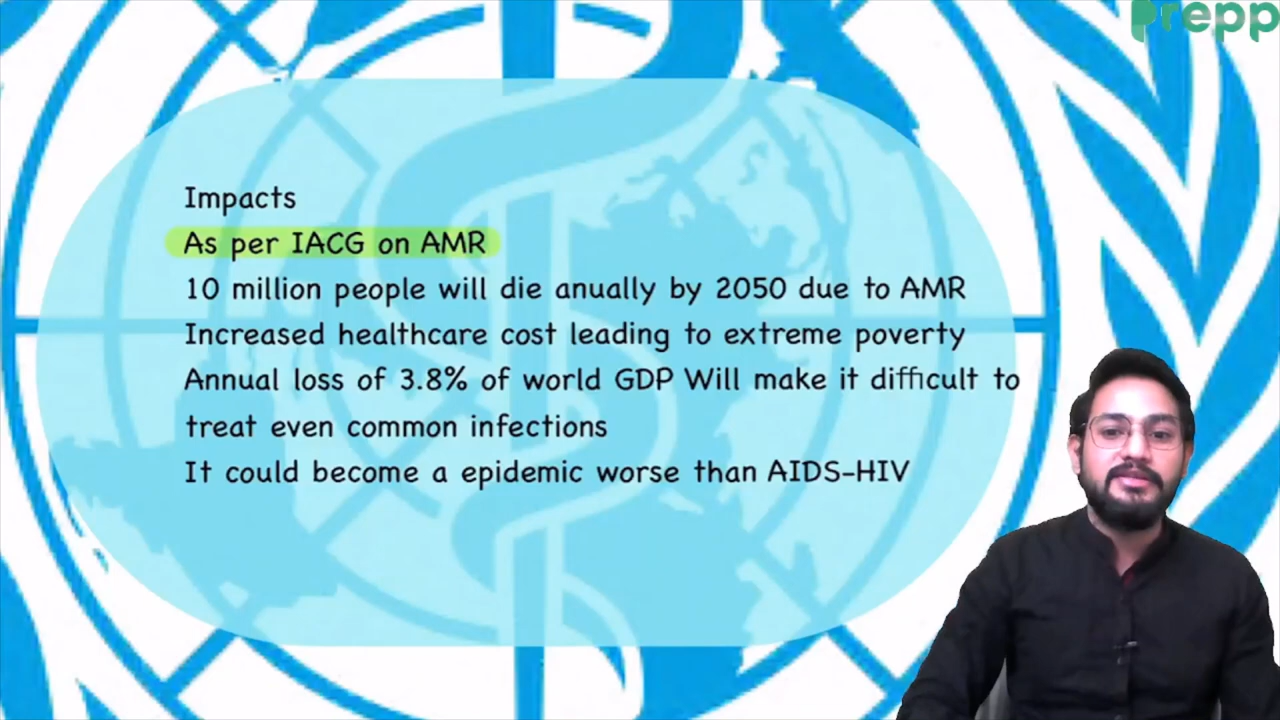 Prepp
Impacts
As per IACG on AMR
10 million people will die anually by 2050 due to AMR
Increased healthcare cost leading to extreme poverty
Annual loss of 3.8% of world GDP Will make it difficult to
treat even common infections
It could become a epidemic worse than AIDS-HIV